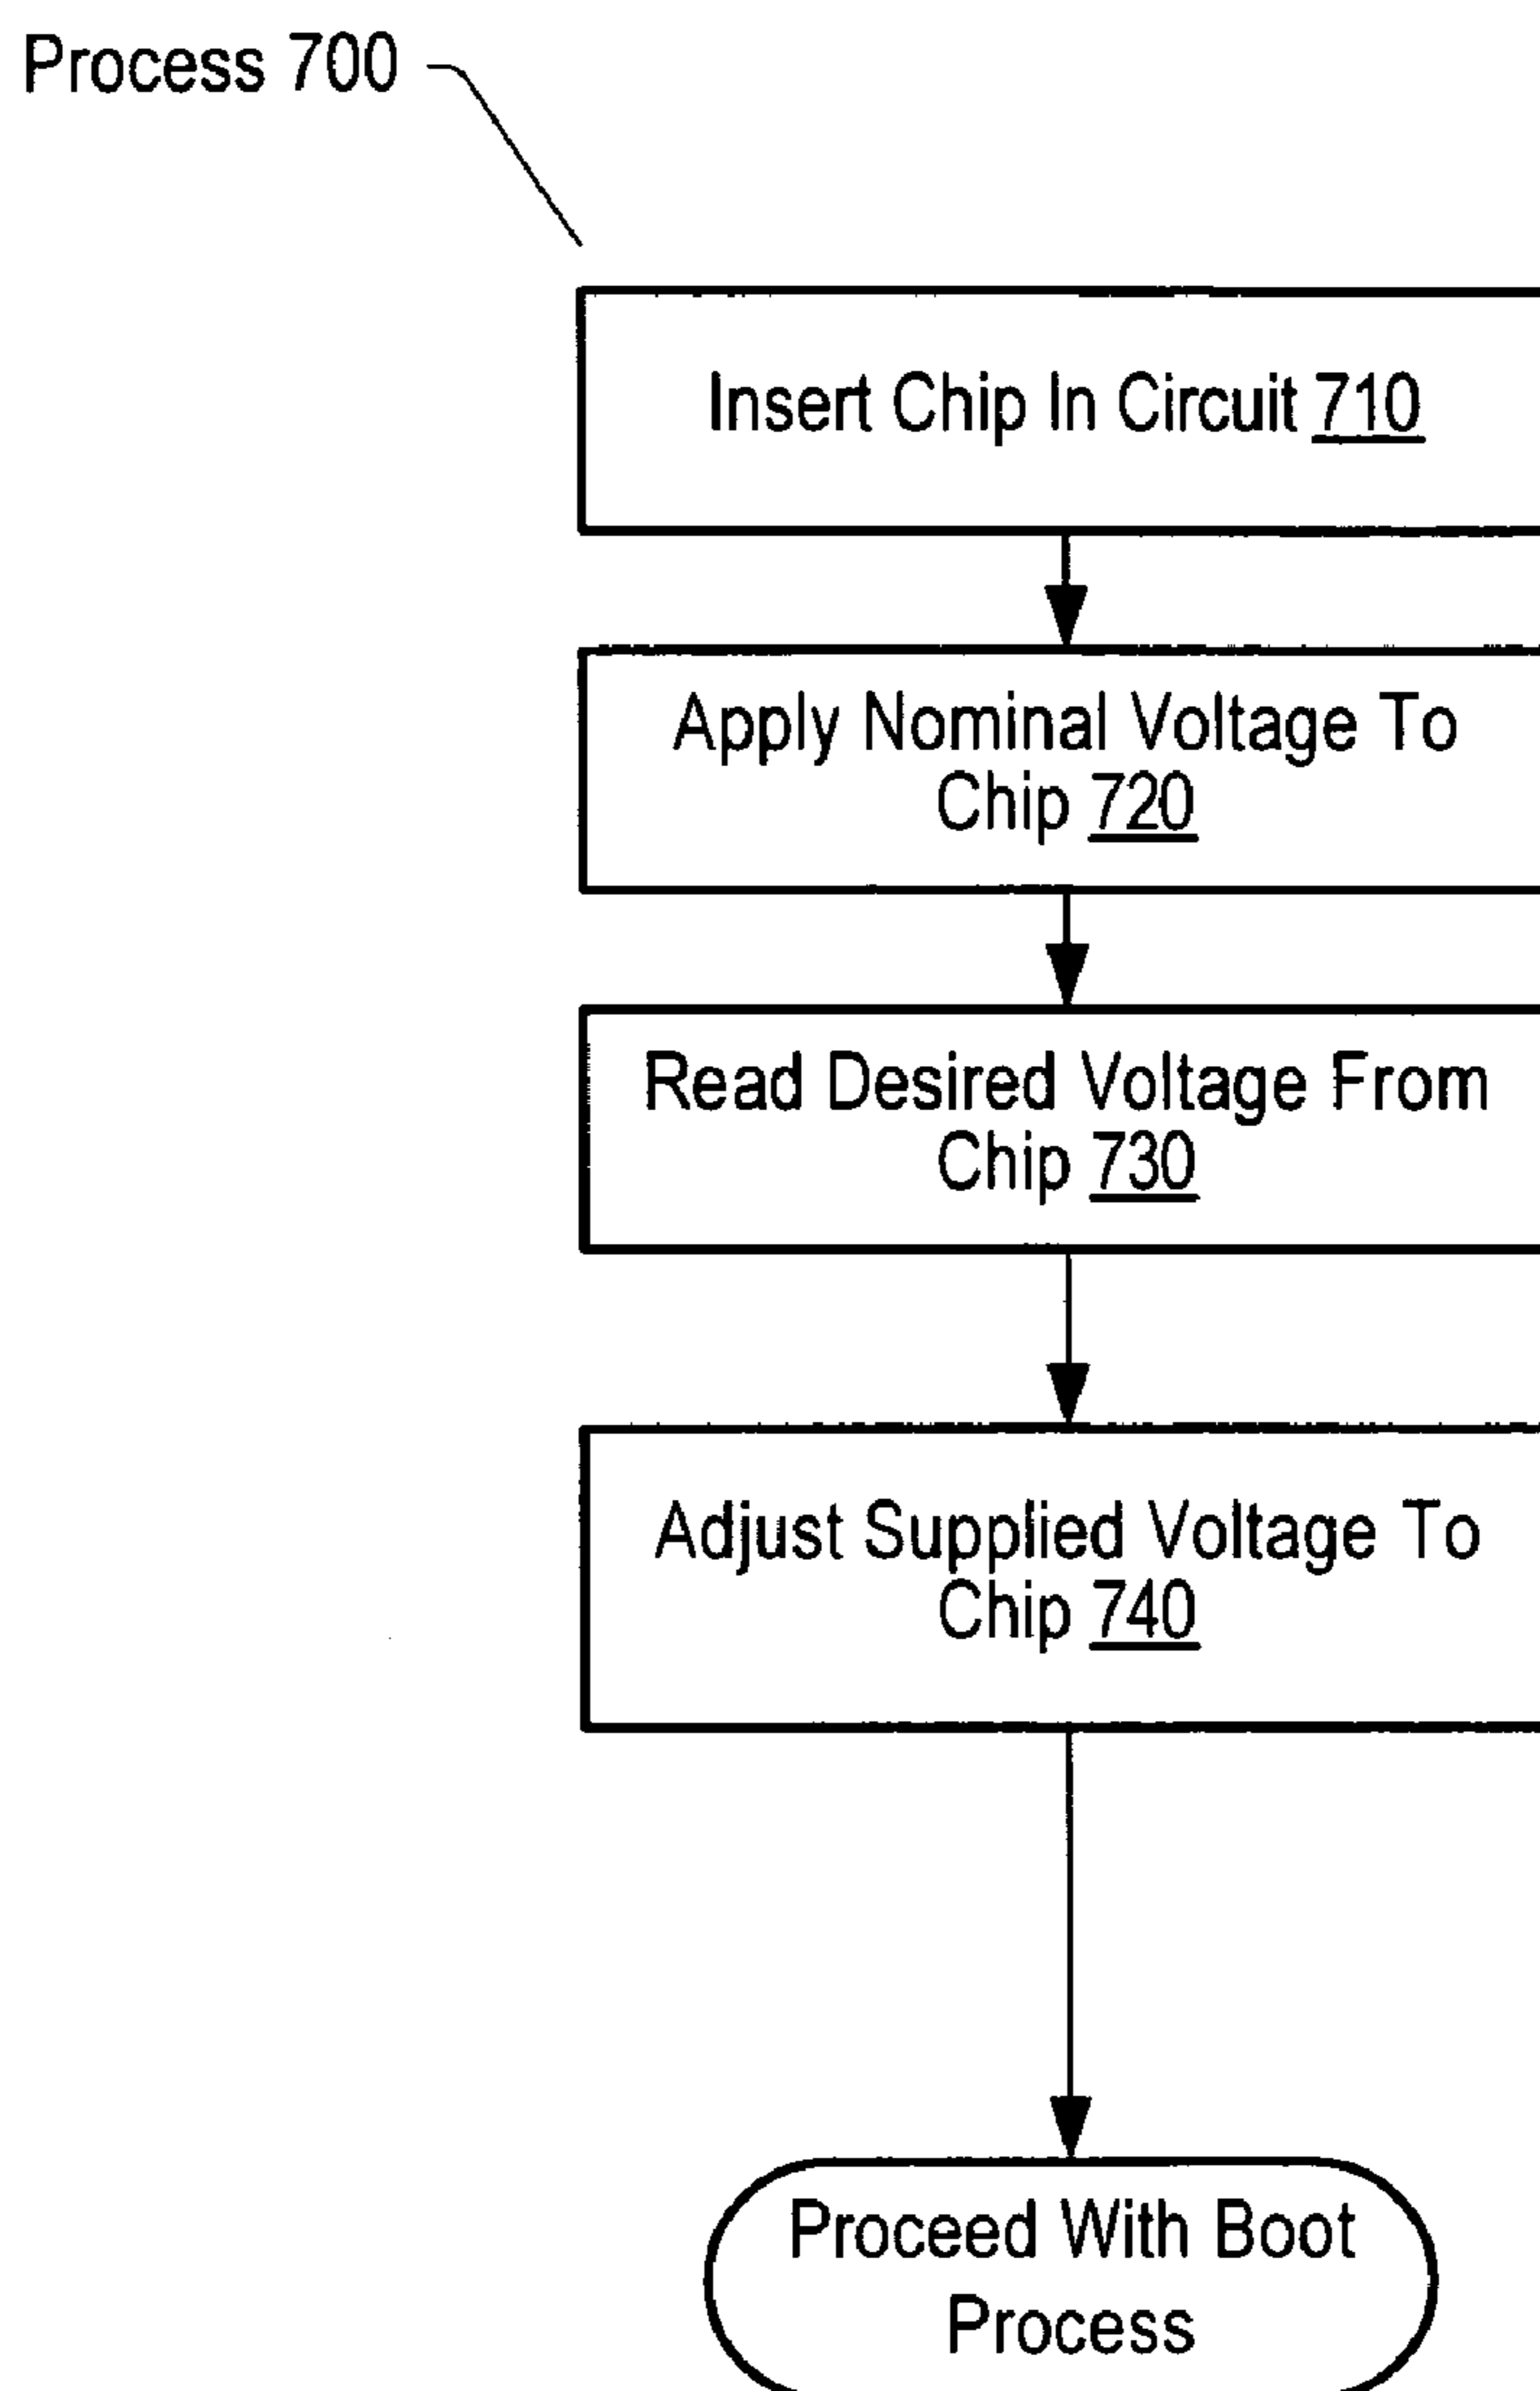 Process 700
Insert Chip In Circuit 710
Apply Nominal Voltage To
Chip 720
Read Desired Voltage From
Chip 730
Adjust Supplied Voltage To
Chip 740
Proceed With Boot
Process